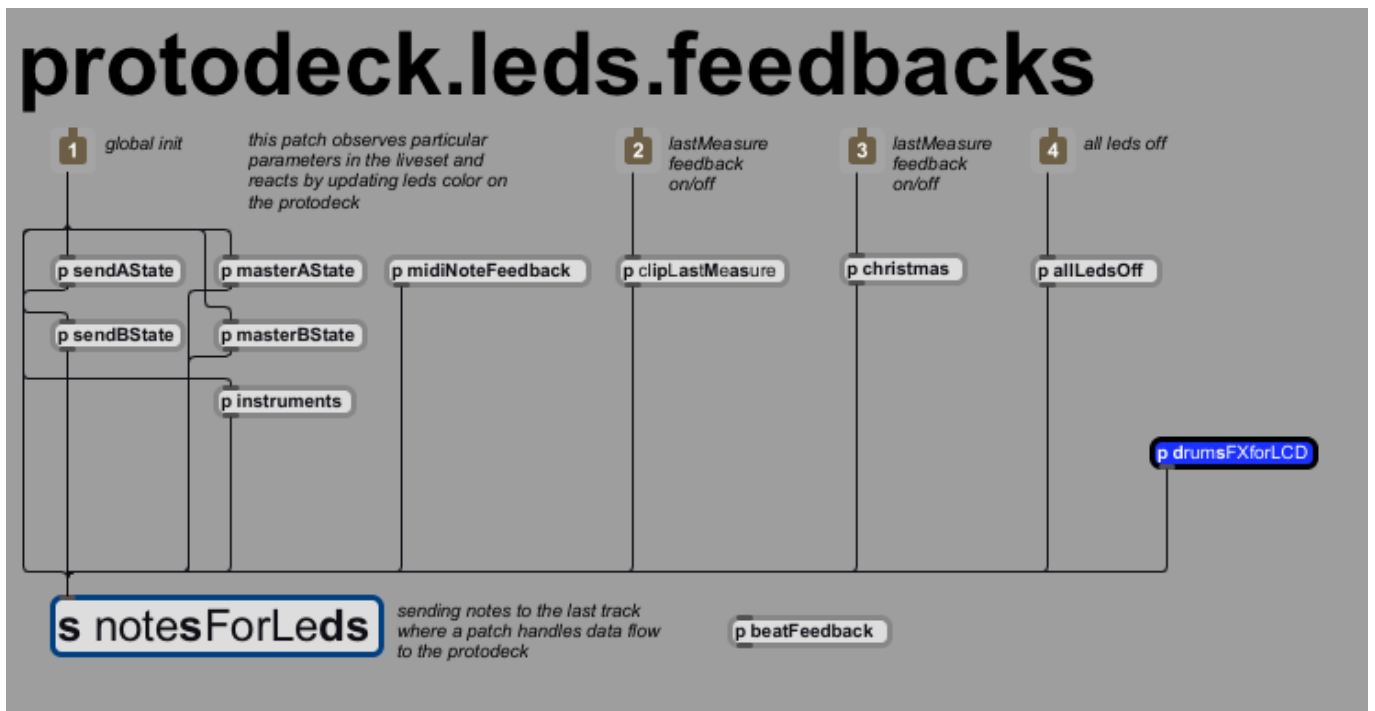 protodeck.leds.feedbacks
1
global init
this patch observes particular
parameters in the liveset and
reacts by updating leds color on
the protodeck
2
lastMeasure
feedback
on/off
3
lastMeasure
feedback
on/off
4
all leds off
p sendAState
p masterAState
p midiNoteFeedback
p clipLastMeasure
p christmas
p allLedsOff
p sendBState
p masterBState
p instruments
p drumsFXforLCD
s notesForLeds
sending notes to the last track
where a patch handles data flow
to the protodeck
p beatFeedback